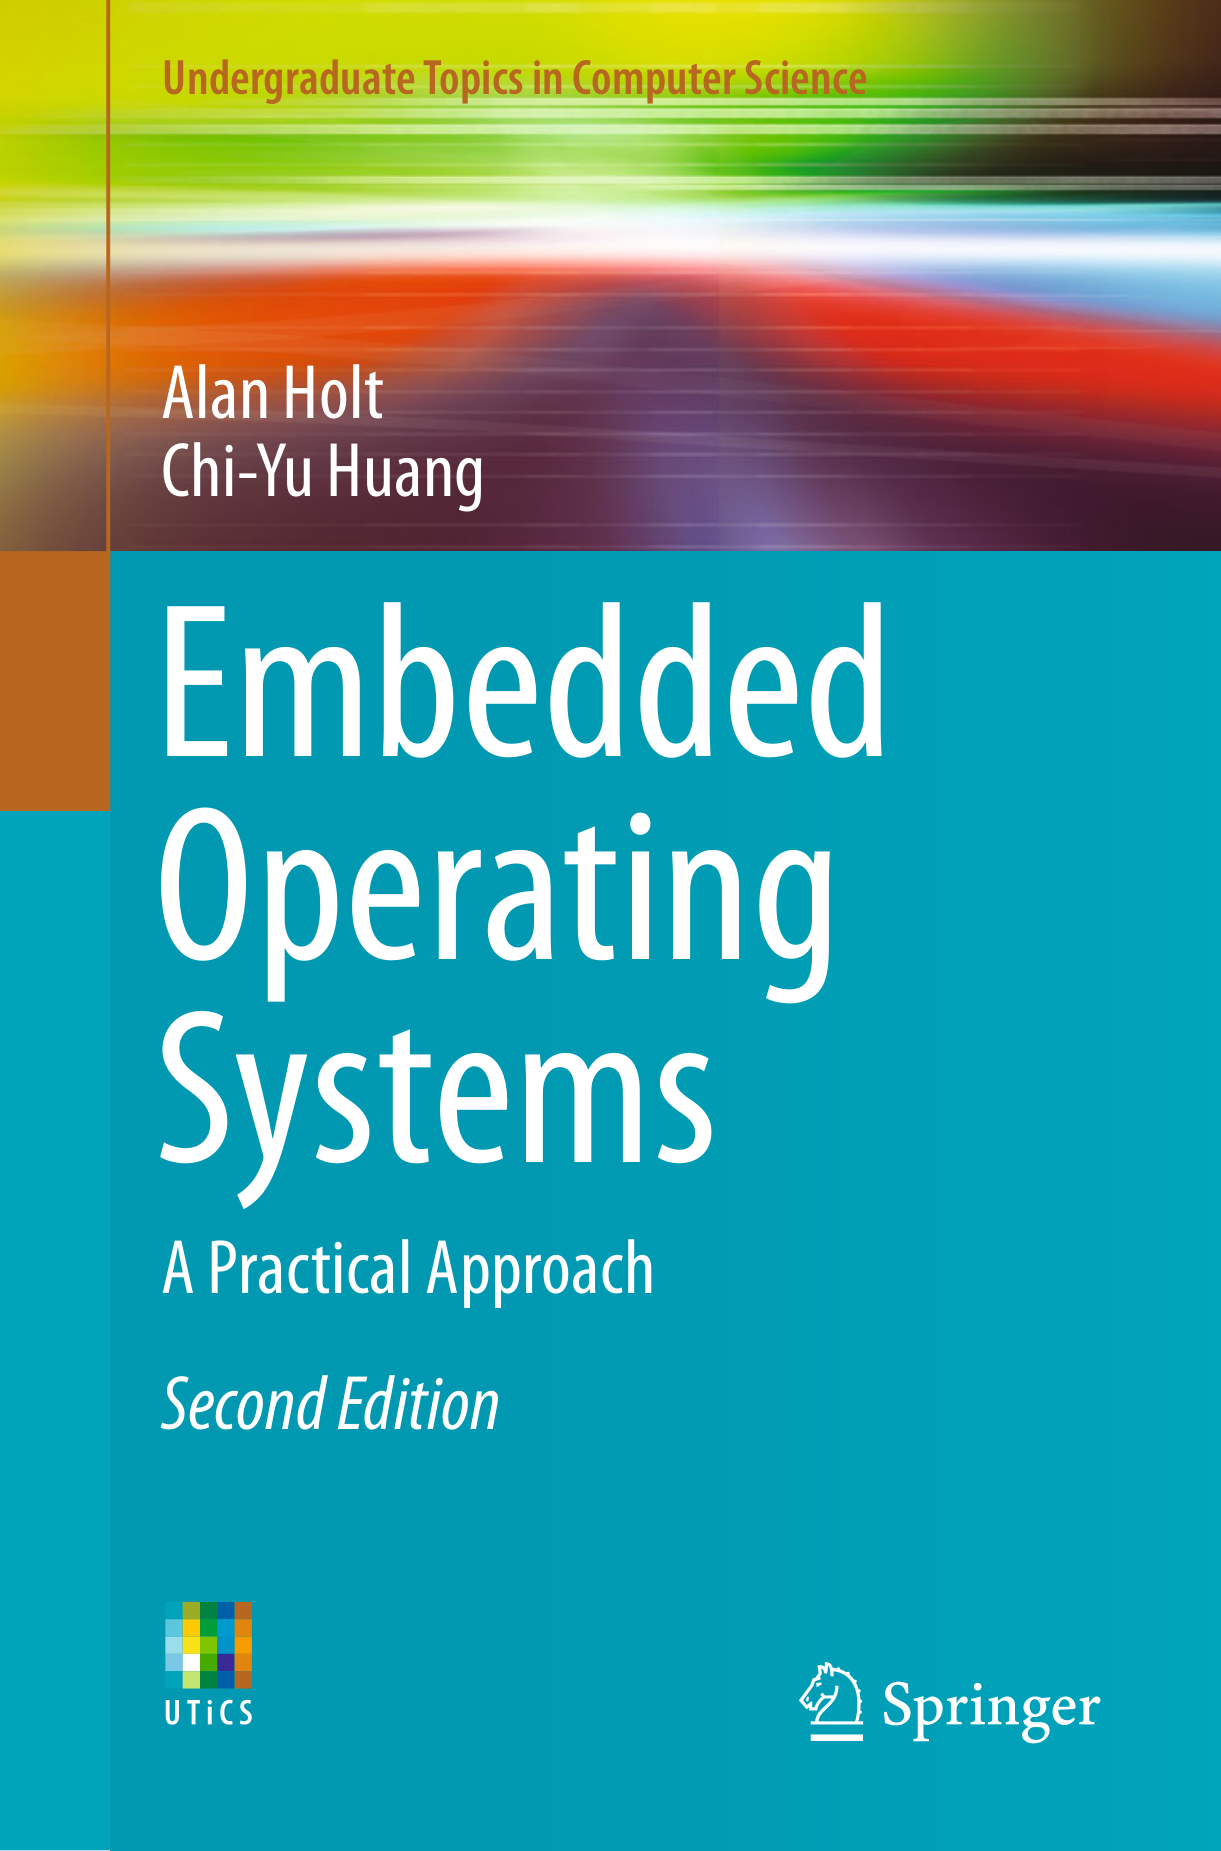 Undergraduate Topics in Computer Science
Alan Holt
Chi-Yu Huang
Embedded
Operating
Systems
A Practical Approach
Second Edition
UTiCS
Springer